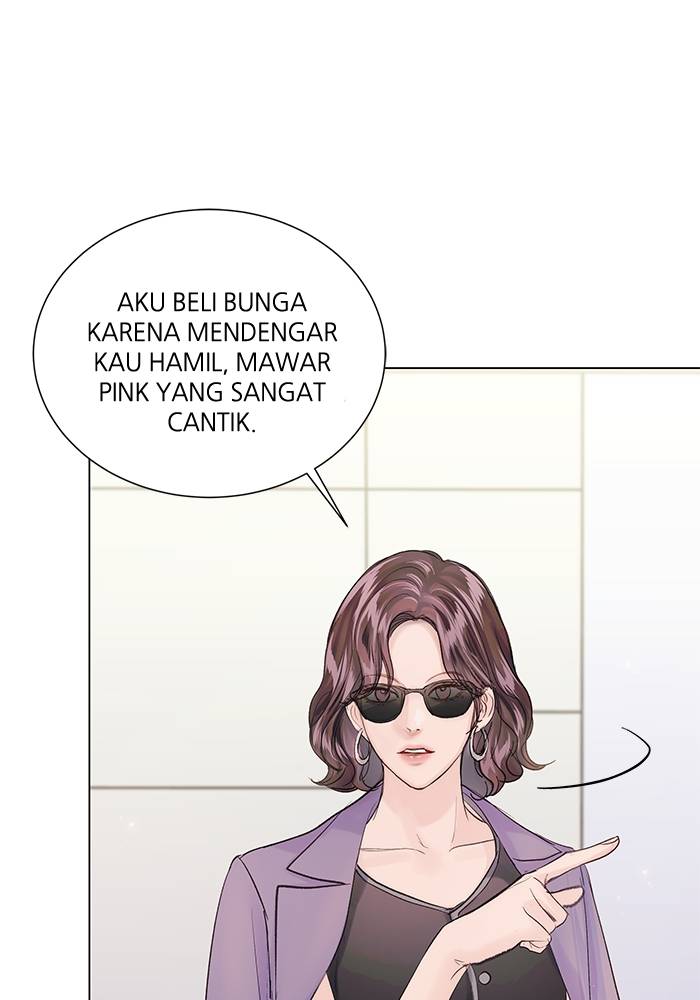 AKU BELI BUNGA
KARENA MENDENGAR
KAU HAMIL, MAWAR
PINK YANG SANGAT
CANTIK.